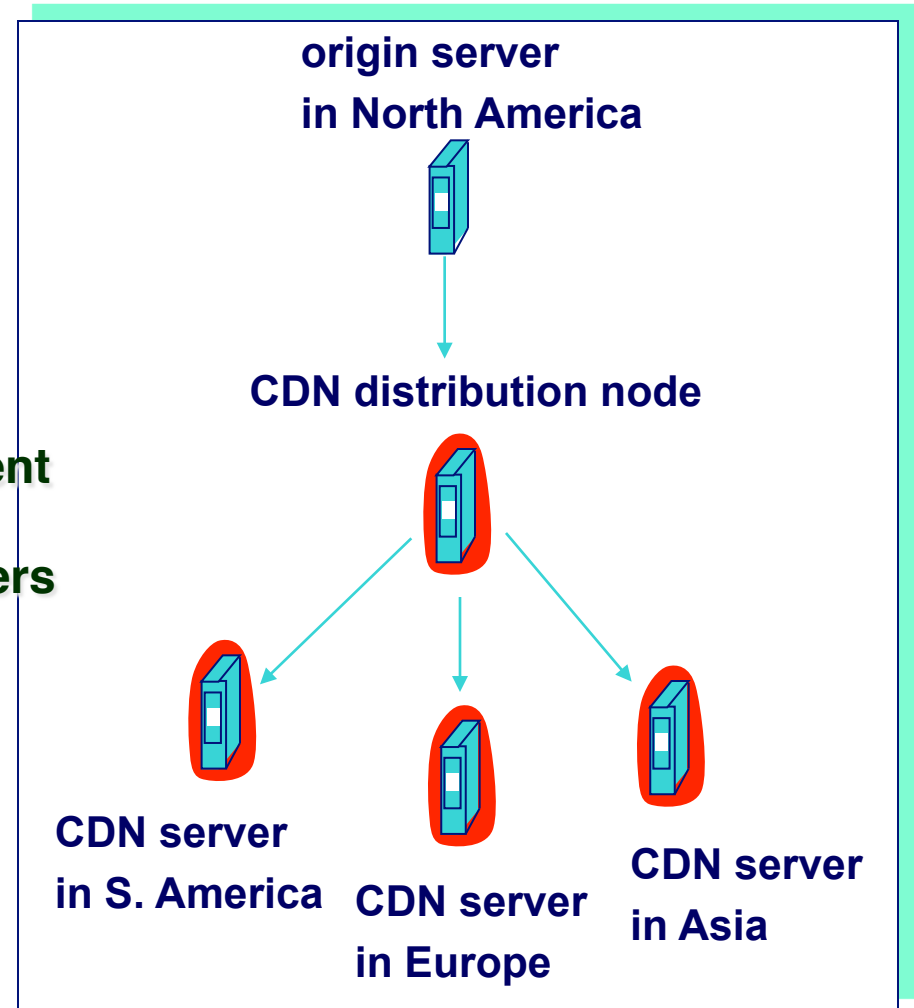 origin server
in North America
CDN distribution node
ent
ers
CDN server
in S. America
CDN server
in Europe
CDN server
in Asia